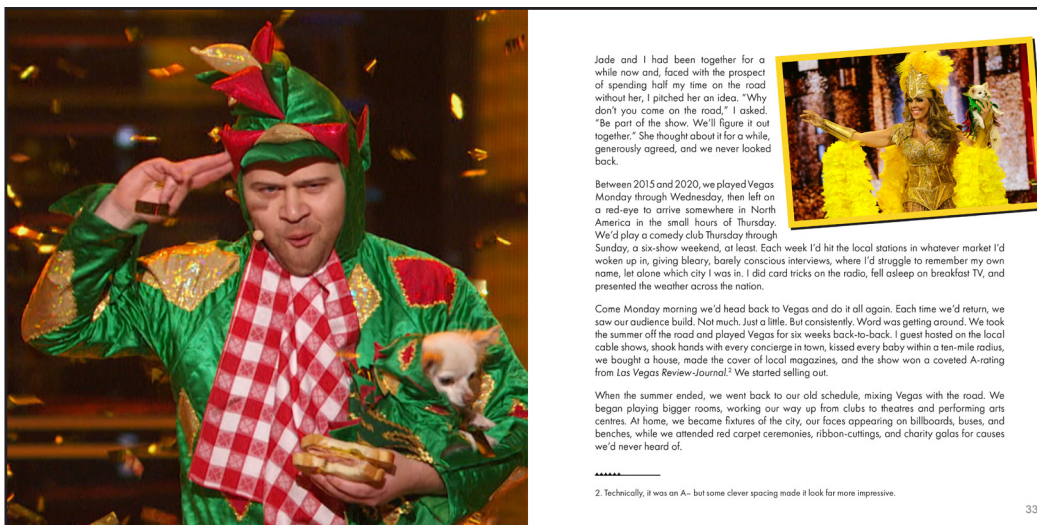 Jade and I had been together for a
while now and, faced with the prospect
of spending half my time on the road
without her, I pitched her an idea. “Why
don’t you come on the road,” I asked.
“Be part of the show. We’ll figure it out
together.” She thought about it for a while,
generously agreed, and we never looked
back.
Between 2015 and 2020, we played Vegas
Monday through Wednesday, then left on
a red-eye to arrive somewhere in North
America in the small hours of Thursday.
We’d play a comedy club Thursday through
Sunday, a six-show weekend, at least. Each week I’d hit the local stations in whatever market I’d
woken up in, giving bleary, barely conscious interviews, where I’d struggle to remember my own
name, let alone which city I was in. I did card tricks on the radio, fell asleep on breakfast TV, and
presented the weather across the nation.
Come Monday morning we’d head back to Vegas and do it all again. Each time we’d return, we
saw our audience build. Not much. Just a little. But consistently. Word was getting around. We took
the summer off the road and played Vegas for six weeks back-to-back. I guest hosted on the local
cable shows, shook hands with every concierge in town, kissed every baby within a ten-mile radius,
we bought a house, made the cover of local magazines, and the show won a coveted A-rating
from Las Vegas Review-Journal.² We started selling out.
When the summer ended, we went back to our old schedule, mixing Vegas with the road. We
began playing bigger rooms, working our way up from clubs to theatres and performing arts
centres. At home, we became fixtures of the city, our faces appearing on billboards, buses, and
benches, while we attended red carpet ceremonies, ribbon-cuttings, and charity galas for causes
we’d never heard of.
2. Technically, it was an A– but some clever spacing made it look far more impressive.
33